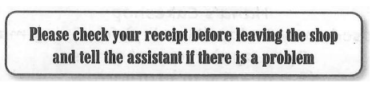 Please check your receipt before leaving the shop
and tell the assistant if there is a problem